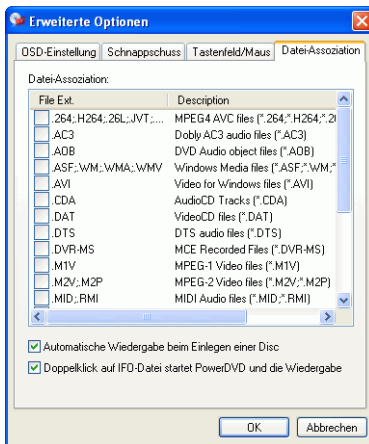 Erweiterte Optionen
OSD-Einstellung Schnappschuss Tastenfeld/Maus Datei-Assoziation
Datei-Assoziation:
File Ext. Description
.264;.H264;.26L;.JVT;... MPEG4 AVC files (*.264;*.H264;*.2
.AC3 Dobly AC3 audio files (*.AC3)
.AOB DVD Audio object files (*.AOB)
.ASF;.WM;.WMA;.WMV Windows Media files (*.ASF;*.WM;*
.AVI Video for Windows files (*.AVI)
.CDA AudioCD Tracks (*.CDA)
.DAT VideoCD files (*.DAT)
.DTS DTS audio files (*.DTS)
.DVR-MS MCE Recorded Files (*.DVR-MS)
.M1V MPEG-1 Video files (*.M1V)
.M2V;.M2P MPEG-2 Video files (*.M2V;*.M2P)
.MID;.RMI MIDI Audio files (*.MID;*.RMI)
Automatische Wiedergabe beim Einlegen einer Disc
Doppelklick auf IFO-Datei startet PowerDVD und die Wiedergabe
OK Abbrechen